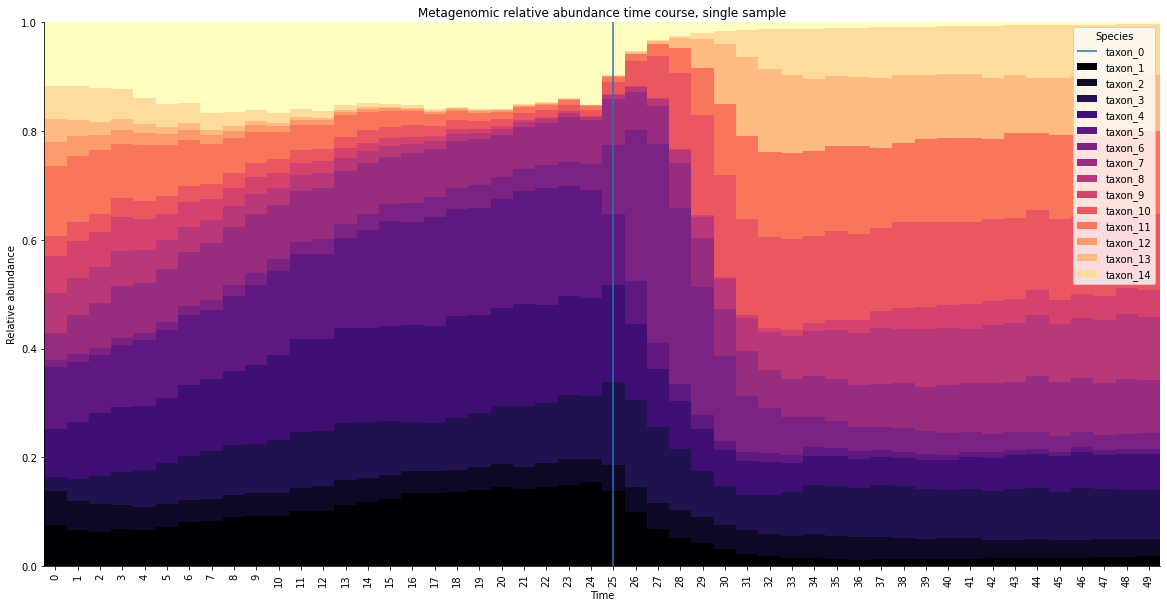 Metagenomic relative abundance time course, single sample
1.0
0.8
0.6
0.4
0.2
0.0
Relative abundance
Species
taxon_0
taxon_1
taxon_2
taxon_3
taxon_4
taxon_5
taxon_6
taxon_7
taxon_8
taxon_9
taxon_10
taxon_11
taxon_12
taxon_13
taxon_14
0 1 2 3 4 5 6 7 8 9 10 11 12 13 14 15 16 17 18 19 20 21 22 23 24 25 26 27 28 29 30 31 32 33 34 35 36 37 38 39 40 41 42 43 44 45 46 47 48 49
Time